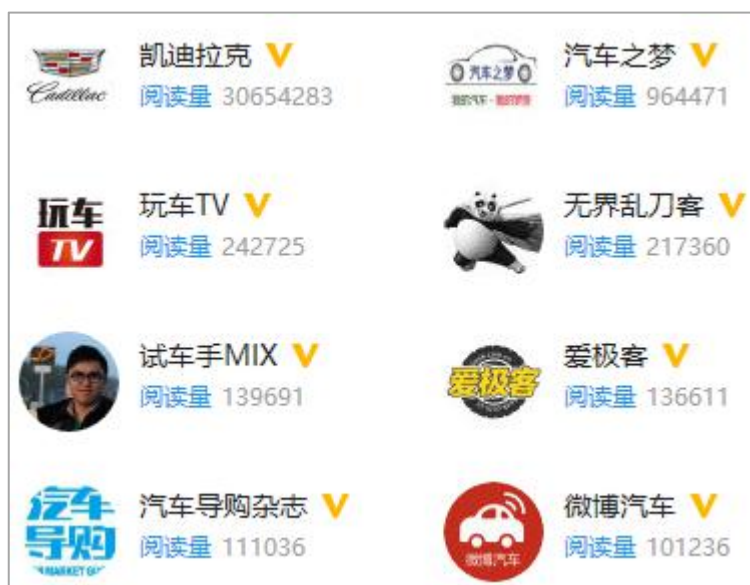 凯迪拉克
Cadillac
阅读量 30654283
汽车之梦
汽车之梦
阅读量 964471
玩车
TV
玩车TV
阅读量 242725
无界乱刀客
阅读量 217360
试车手MIX
阅读量 139691
爱极客
爱极客
阅读量 136611
汽车
导购
汽车导购杂志
阅读量 111036
微博汽车
微博汽车
阅读量 101236